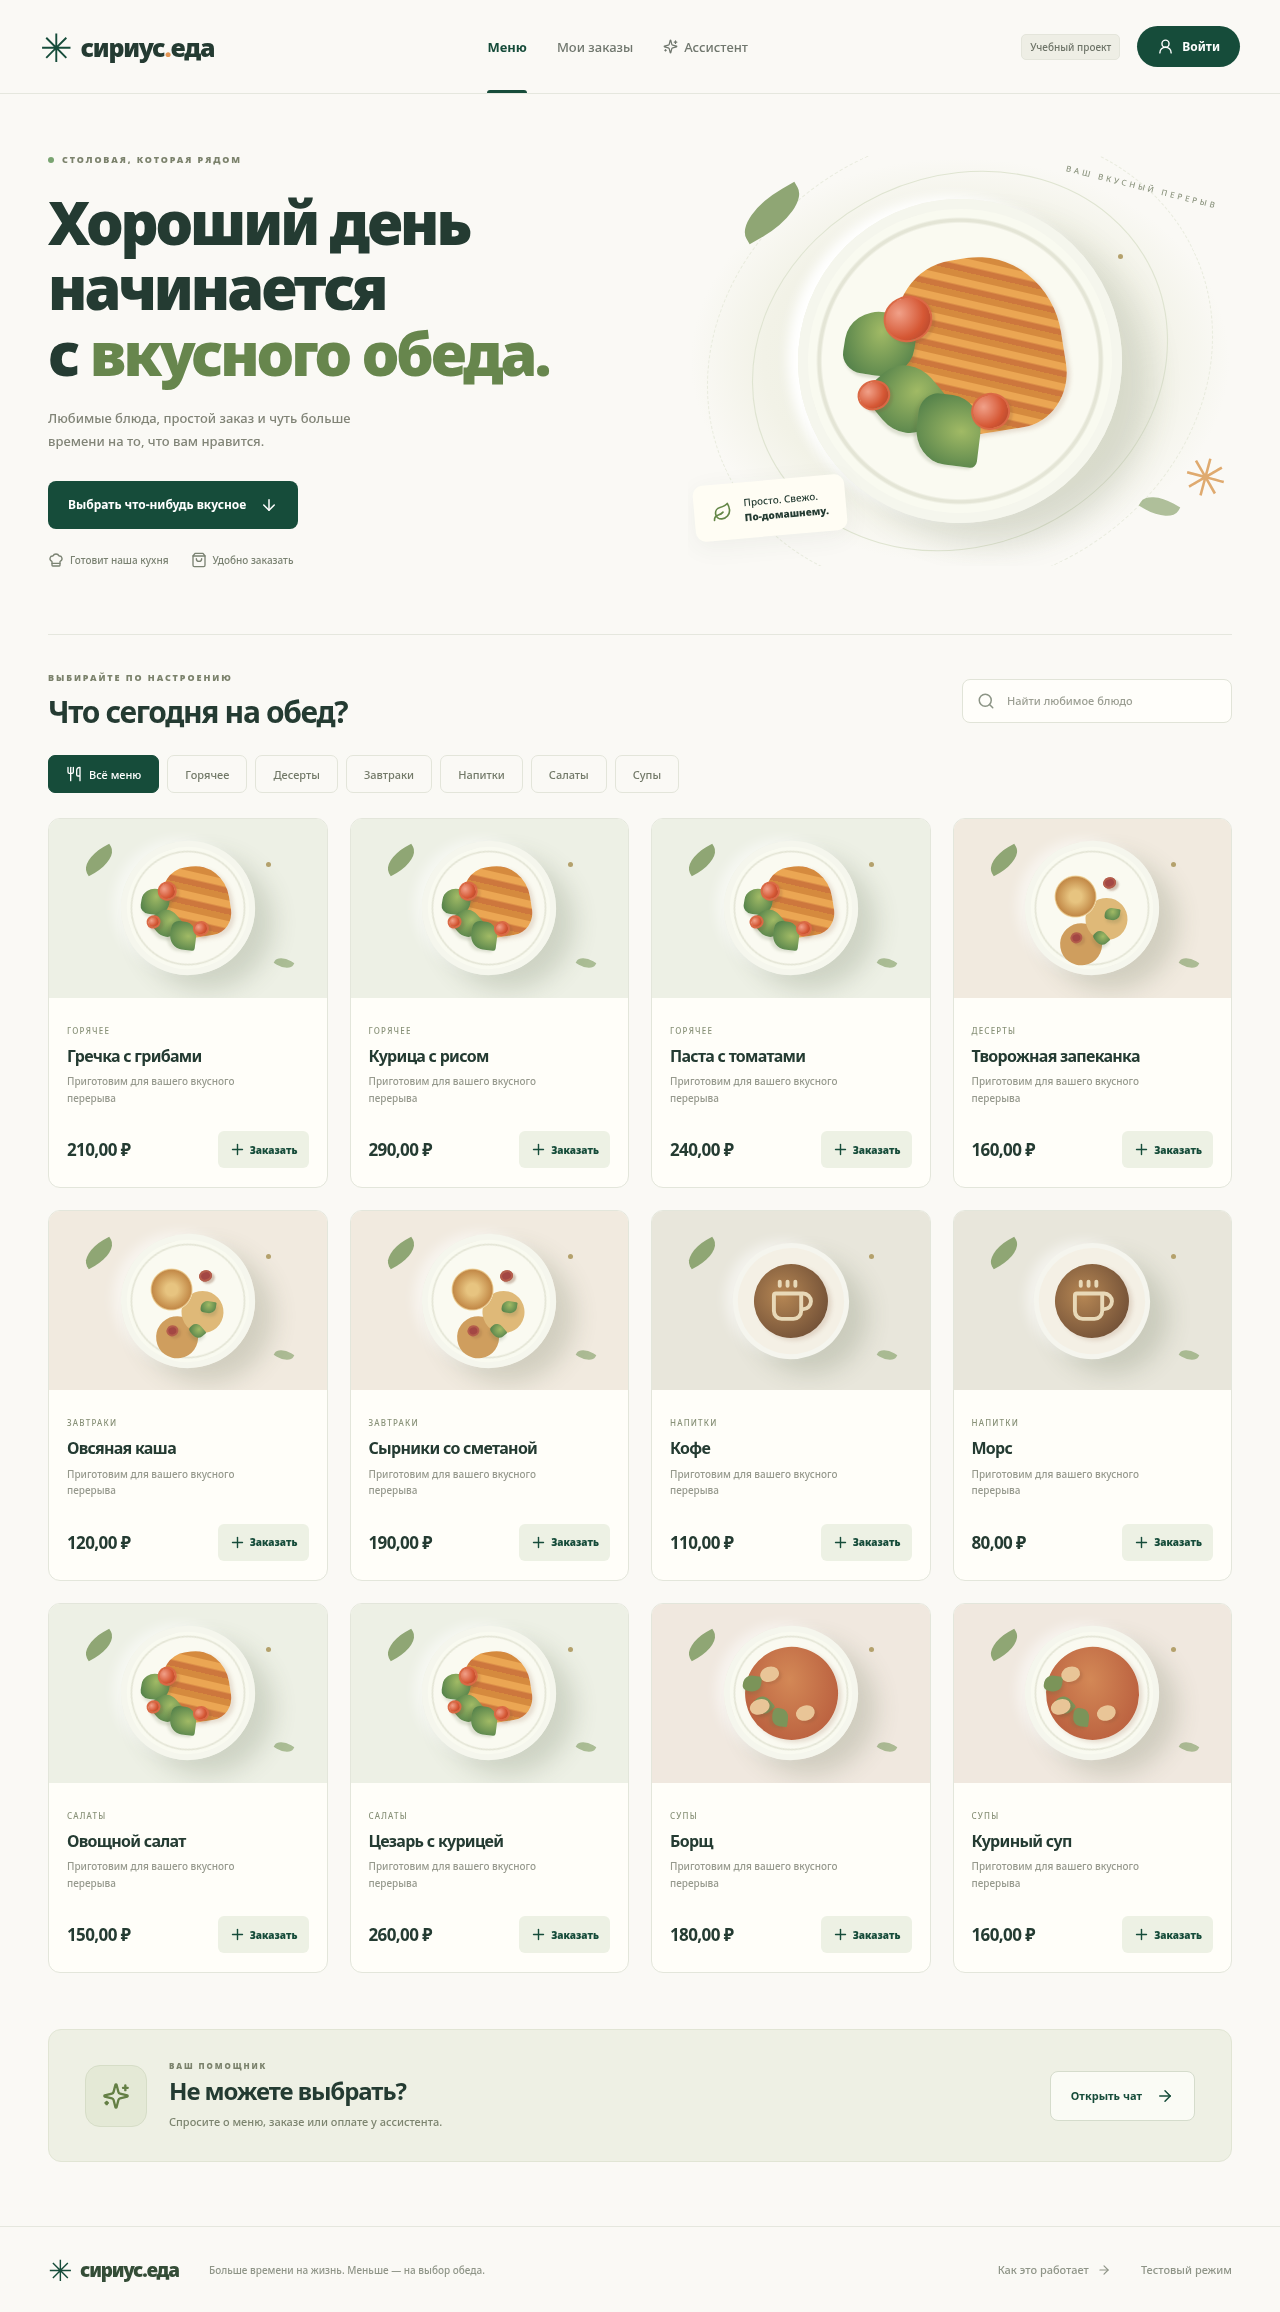 сириус.еда
Меню
Мои заказы
Ассистент
Учебный проект
Войти
СТОЛОВАЯ, КОТОРАЯ РЯДОМ
Хороший день
начинается
с вкусного обеда.
Любимые блюда, простой заказ и чуть больше
времени на то, что вам нравится.
Выбрать что-нибудь вкусное
Готовит наша кухня
Удобно заказать
ВАШ ВКУСНЫЙ ПЕРЕРЫВ
Просто. Свежо.
По-домашнему.
ВЫБИРАЙТЕ ПО НАСТРОЕНИЮ
Что сегодня на обед?
Найти любимое блюдо
Всё меню
Горячее
Десерты
Завтраки
Напитки
Салаты
Супы
ГОРЯЧЕЕ
Гречка с грибами
Приготовим для вашего вкусного
перерыва
210,00 ₽
Заказать
ГОРЯЧЕЕ
Курица с рисом
Приготовим для вашего вкусного
перерыва
290,00 ₽
Заказать
ГОРЯЧЕЕ
Паста с томатами
Приготовим для вашего вкусного
перерыва
240,00 ₽
Заказать
ДЕСЕРТЫ
Творожная запеканка
Приготовим для вашего вкусного
перерыва
160,00 ₽
Заказать
ЗАВТРАКИ
Овсяная каша
Приготовим для вашего вкусного
перерыва
120,00 ₽
Заказать
ЗАВТРАКИ
Сырники со сметаной
Приготовим для вашего вкусного
перерыва
190,00 ₽
Заказать
НАПИТКИ
Кофе
Приготовим для вашего вкусного
перерыва
110,00 ₽
Заказать
НАПИТКИ
Морс
Приготовим для вашего вкусного
перерыва
80,00 ₽
Заказать
САЛАТЫ
Овощной салат
Приготовим для вашего вкусного
перерыва
150,00 ₽
Заказать
САЛАТЫ
Цезарь с курицей
Приготовим для вашего вкусного
перерыва
260,00 ₽
Заказать
СУПЫ
Борщ
Приготовим для вашего вкусного
перерыва
180,00 ₽
Заказать
СУПЫ
Куриный суп
Приготовим для вашего вкусного
перерыва
160,00 ₽
Заказать
ВАШ ПОМОЩНИК
Не можете выбрать?
Спросите о меню, заказе или оплате у ассистента.
Открыть чат
сириус.еда
Больше времени на жизнь. Меньше — на выбор обеда.
Как это работает
Тестовый режим